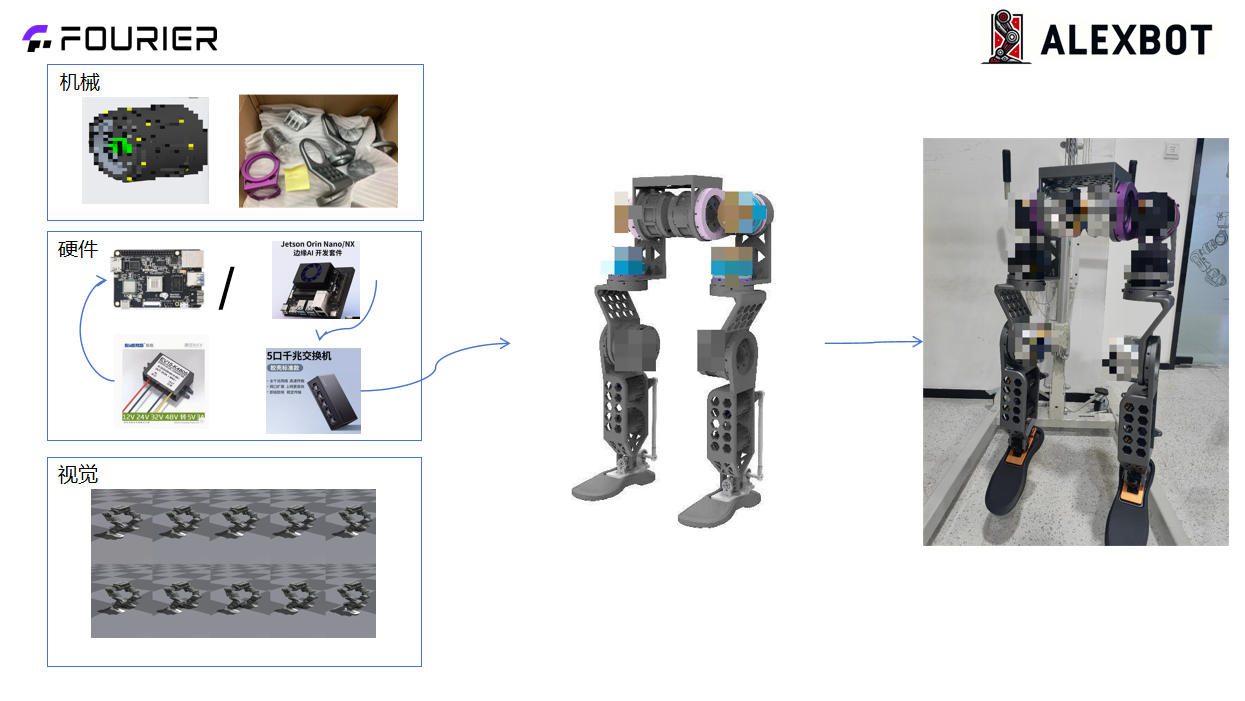 FOURIER
ALEXBOT
机械
硬件
Jetson Orin Nano/NX
边缘AI 开发套件
/
5口千兆交换机
12V 24V 32V 48V 转 5V 3A
视觉